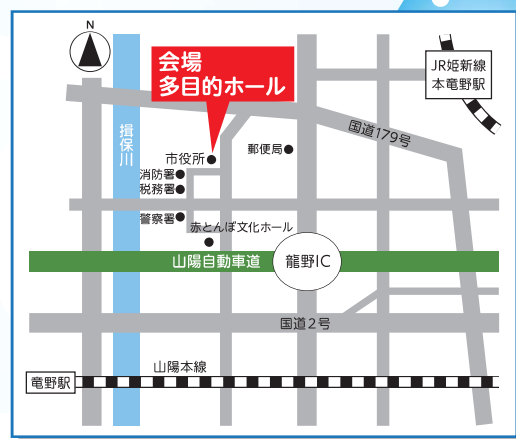 N
会場
多目的ホール
JR姫新線
本竜野駅
揖保川
国道179号
郵便局
市役所
消防署
税務署
警察署
赤とんぼ文化ホール
山陽自動車道
龍野IC
国道2号
山陽本線
竜野駅